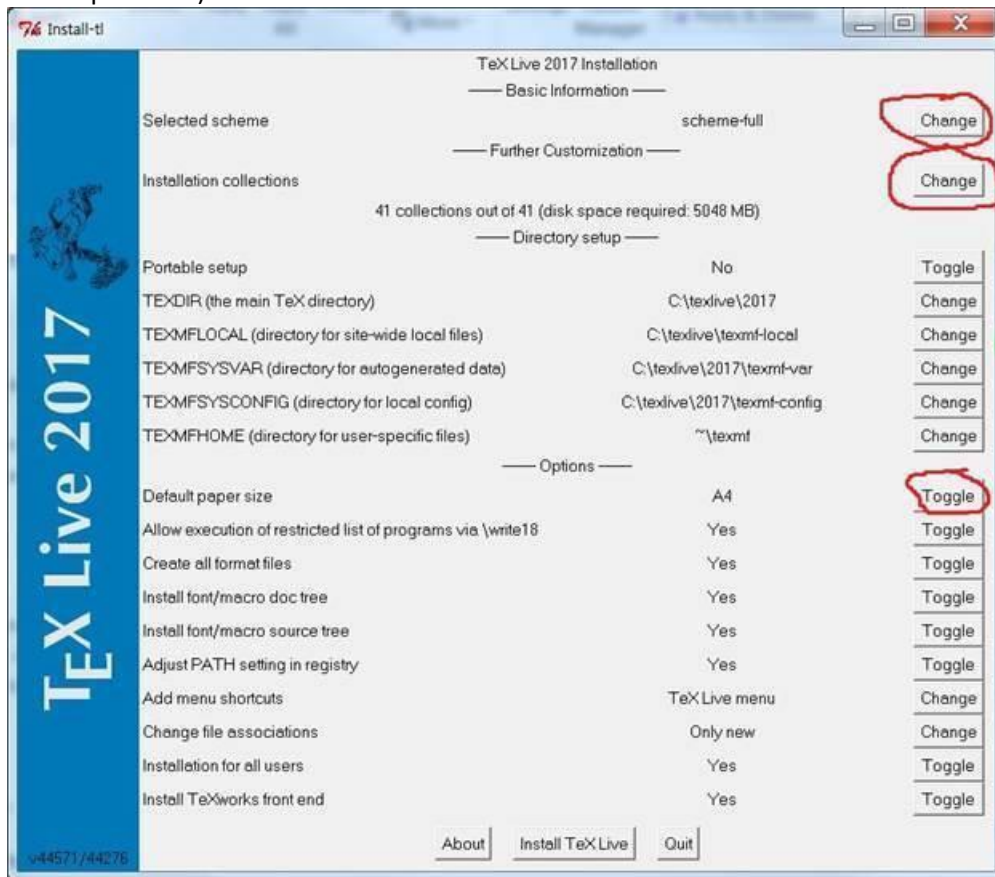 Install-tl
TeX Live 2017 Installation
Basic Information
Selected scheme scheme-full Change
Further Customization
Installation collections Change
41 collections out of 41 (disk space required: 5048 MB)
Directory setup
Portable setup No Toggle
TEXDIR (the main TeX directory) C:\texlive\2017 Change
TEXMFLOCAL (directory for site-wide local files) C:\texlive\texmf-local Change
TEXMFSYSVAR (directory for autogenerated data) C:\texlive\2017\texmf-var Change
TEXMFSYSCONFIG (directory for local config) C:\texlive\2017\texmf-config Change
TEXMFHOME (directory for user-specific files) ~\texmf Change
Options
Default paper size A4 Toggle
Allow execution of restricted list of programs via \write18 Yes Toggle
Create all format files Yes Toggle
Install font/macro doc tree Yes Toggle
Install font/macro source tree Yes Toggle
Adjust PATH setting in registry Yes Toggle
Add menu shortcuts TeX Live menu Change
Change file associations Only new Change
Installation for all users Yes Toggle
Install TeXworks front end Yes Toggle
About Install TeX Live Quit
TEX Live 2017
v44571/44276